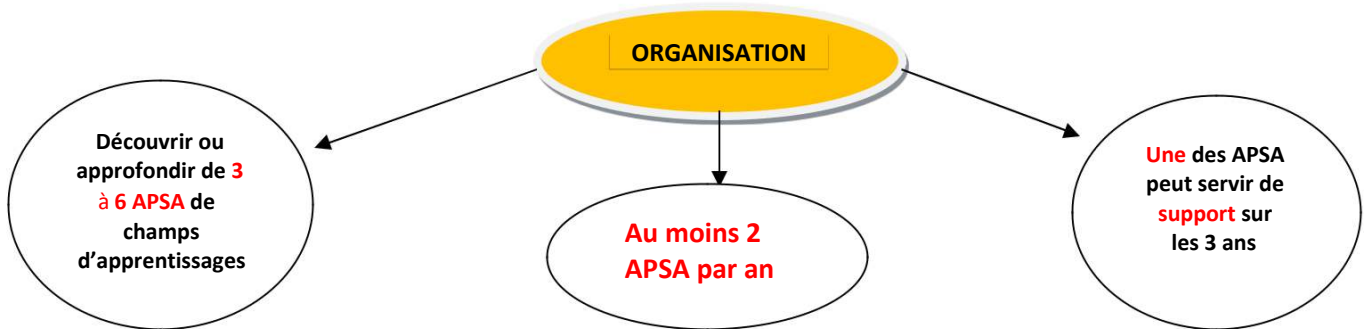 ORGANISATION
Découvrir ou
approfondir de 3
à 6 APSA de
champs
d'apprentissages
Au moins 2
APSA par an
Une des APSA
peut servir de
support sur
les 3 ans